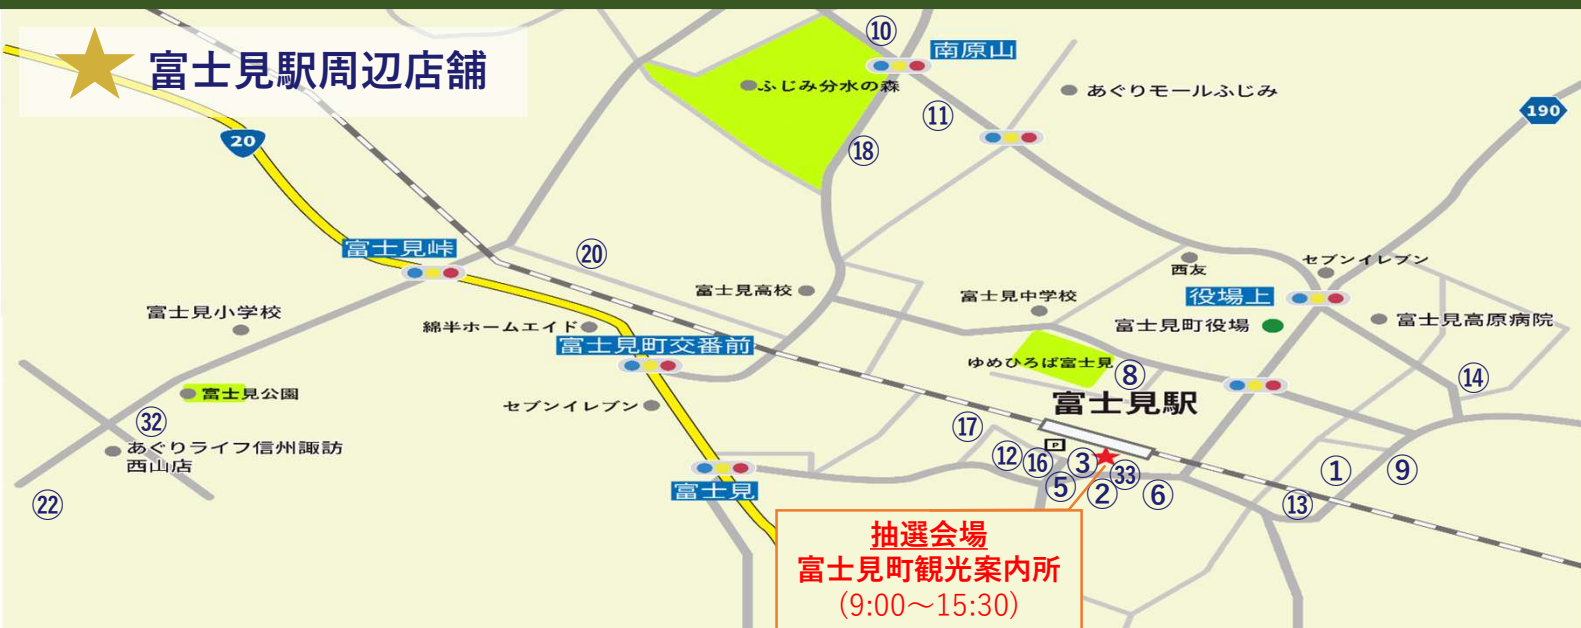 富士見駅周辺店舗
⑩
南原山
ふじみ分水の森
あぐりモールふじみ
⑪
190
20
⑱
富士見峠
⑳
西友
セブンイレブン
富士見高校
富士見中学校
役場上
富士見小学校
綿半ホームエイド
富士見町役場
富士見高原病院
富士見町交番前
ゆめひろば富士見
⑧
⑭
富士見公園
セブンイレブン
富士見駅
㉜
⑰
あぐりライフ信州諏訪
西山店
P
⑫
⑯
③
㉝
①
⑨
富士見
⑤
②
⑥
㉒
⑬
抽選会場
富士見町観光案内所
(9:00～15:30)